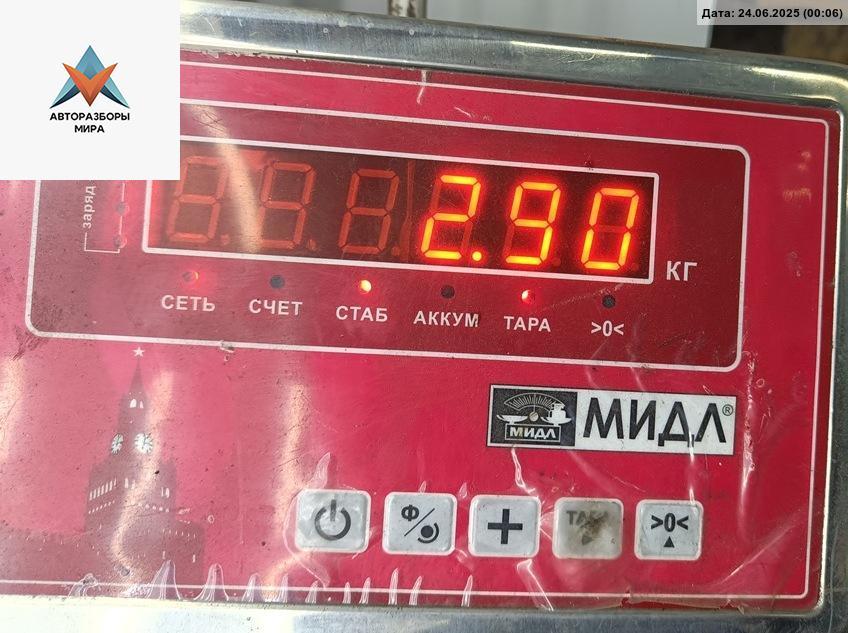 Дата: 24.06.2025 (00:06)
АВТОРАЗБОРЫ
МИРА
заряд
2.90
КГ
СЕТЬ СЧЕТ СТАБ АККУМ ТАРА >0<
МИДЛ МИДЛ®
Ф/ + ТАРА >0<